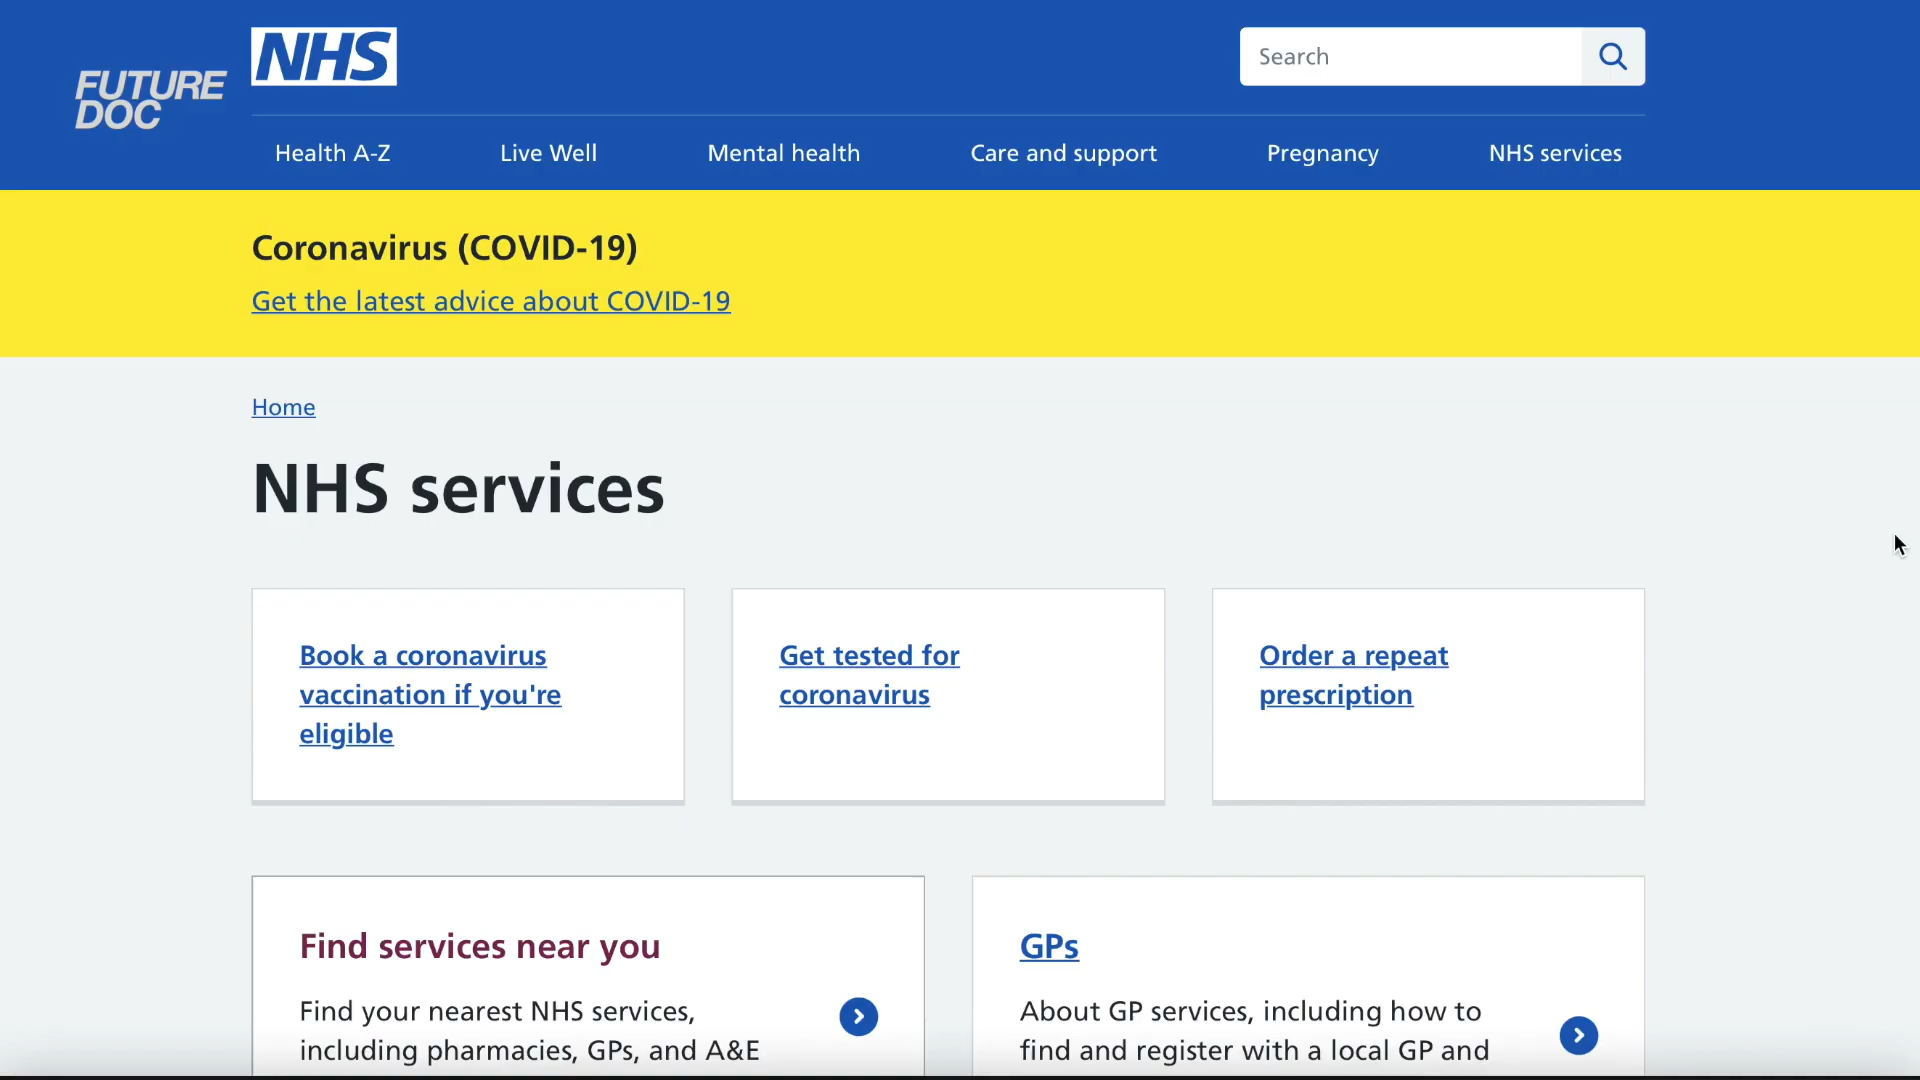 FUTURE
DOC
NHS
Search
Health A-Z
Live Well
Mental health
Care and support
Pregnancy
NHS services
Coronavirus (COVID-19)
Get the latest advice about COVID-19
Home
NHS services
Book a coronavirus
vaccination if you're
eligible
Get tested for
coronavirus
Order a repeat
prescription
Find services near you
Find your nearest NHS services,
including pharmacies, GPs, and A&E
GPs
About GP services, including how to
find and register with a local GP and